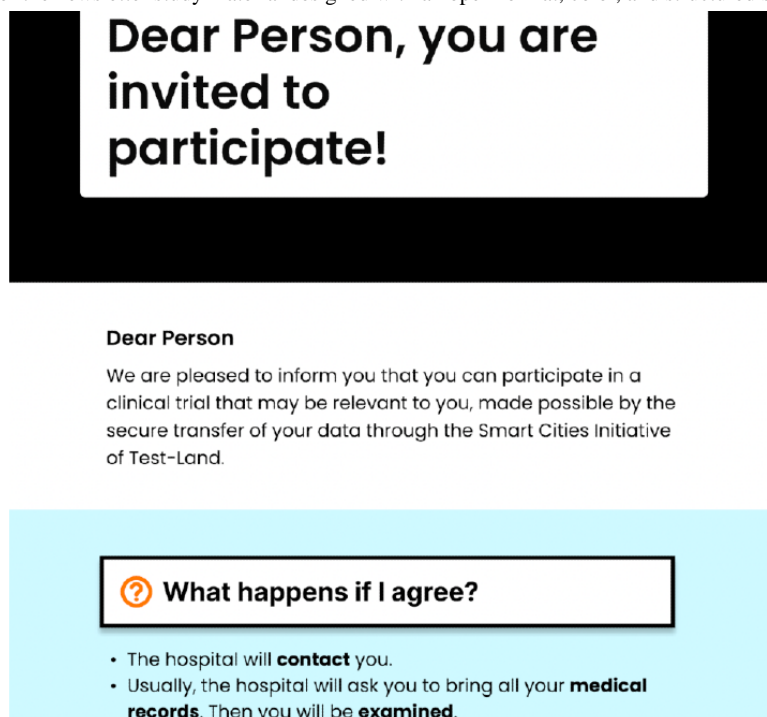 Dear Person, you are
invited to
participate!
Dear Person
We are pleased to inform you that you can participate in a
clinical trial that may be relevant to you, made possible by the
secure transfer of your data through the Smart Cities Initiative
of Test-Land.
What happens if I agree?
• The hospital will contact you.
• Usually, the hospital will ask you to bring all your medical
records. Then you will be examined.